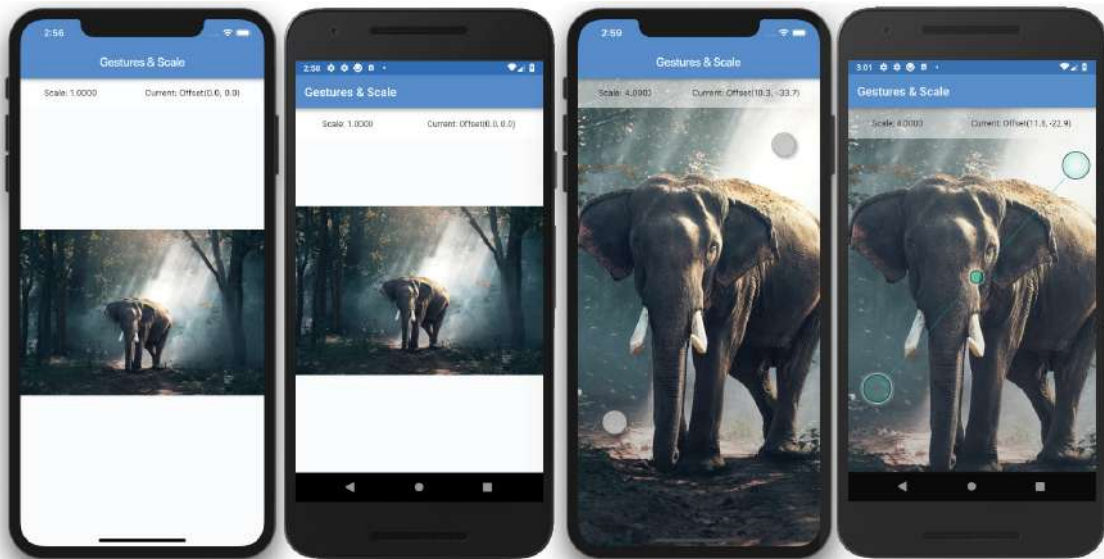 2:56
Gestures & Scale
Scale: 1.0000 Current: Offset(0.0, 0.0)
2:58
Gestures & Scale
Scale: 1.0000 Current: Offset(0.0, 0.0)
2:59
Gestures & Scale
Scale: 4.0000 Current: Offset(10.3, -33.7)
3:01
Gestures & Scale
Scale: 4.0000 Current: Offset(11.8, -22.9)